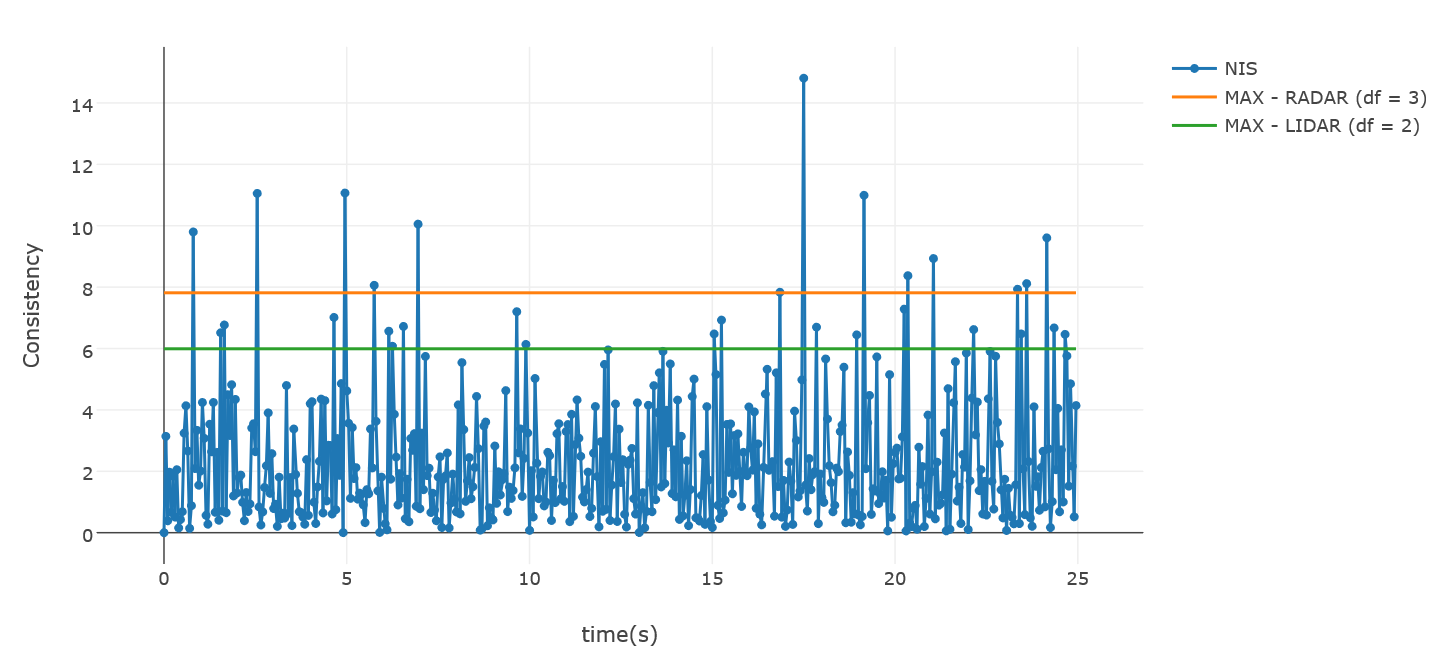 NIS
MAX - RADAR (df = 3)
MAX - LIDAR (df = 2)
Consistency
14
12
10
8
6
4
2
0
0 5 10 15 20 25
time(s)